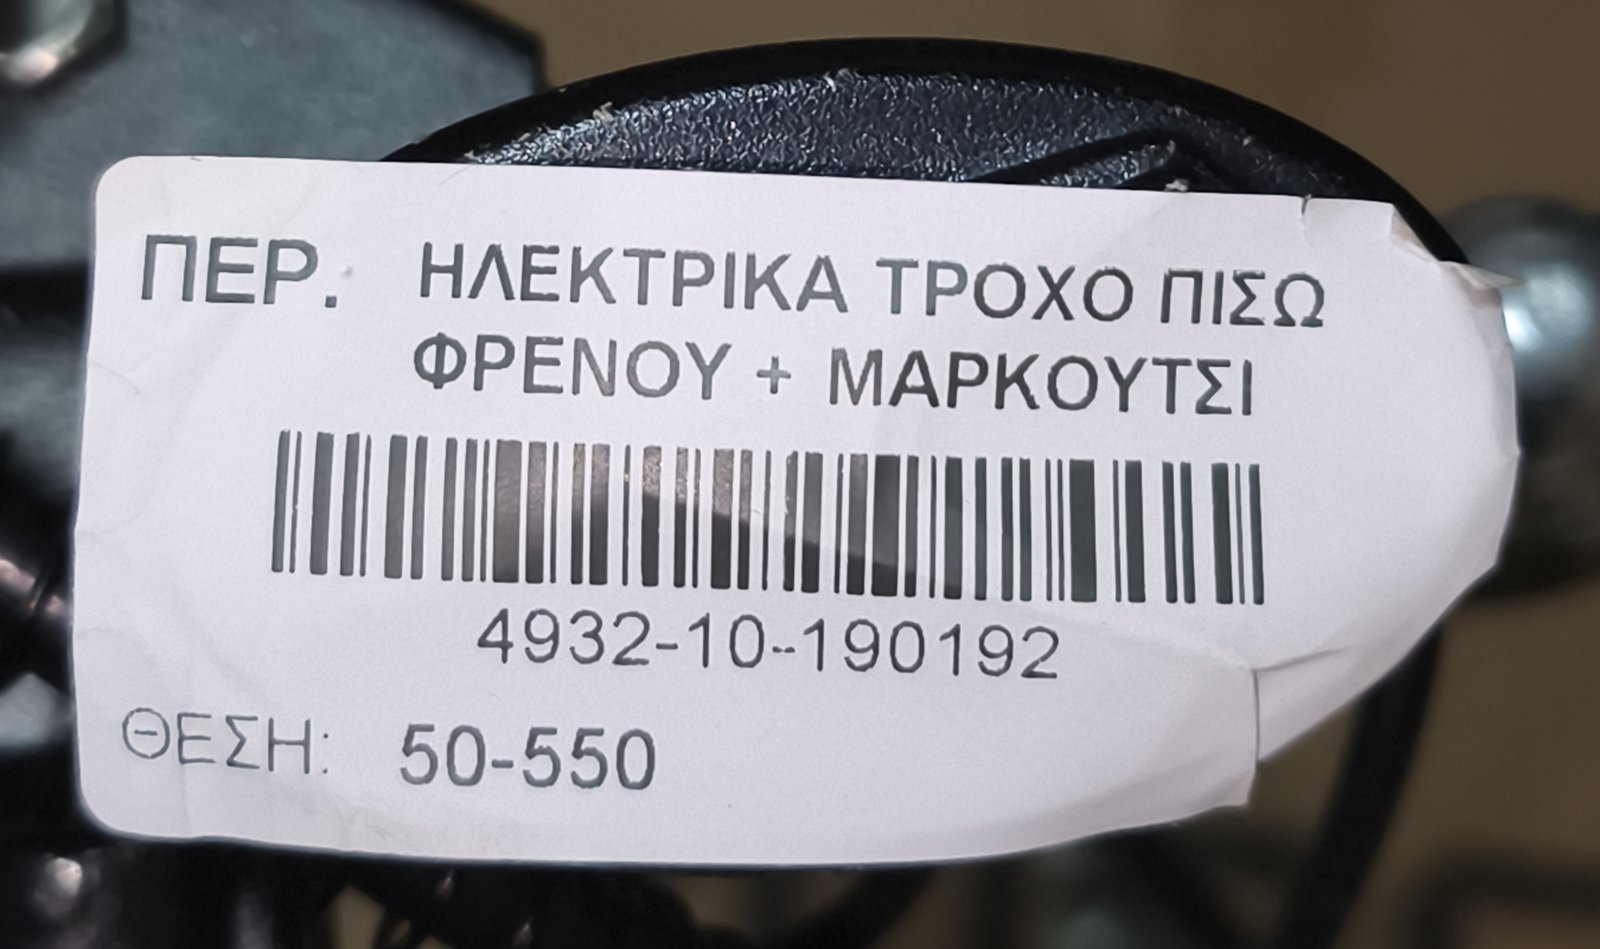 ΠΕΡ. ΗΛΕΚΤΡΙΚΑ ΤΡΟΧΟ ΠΙΣΩ
ΦΡΕΝΟΥ + ΜΑΡΚΟΥΤΣΙ
4932-10-190192
ΘΕΣΗ: 50-550